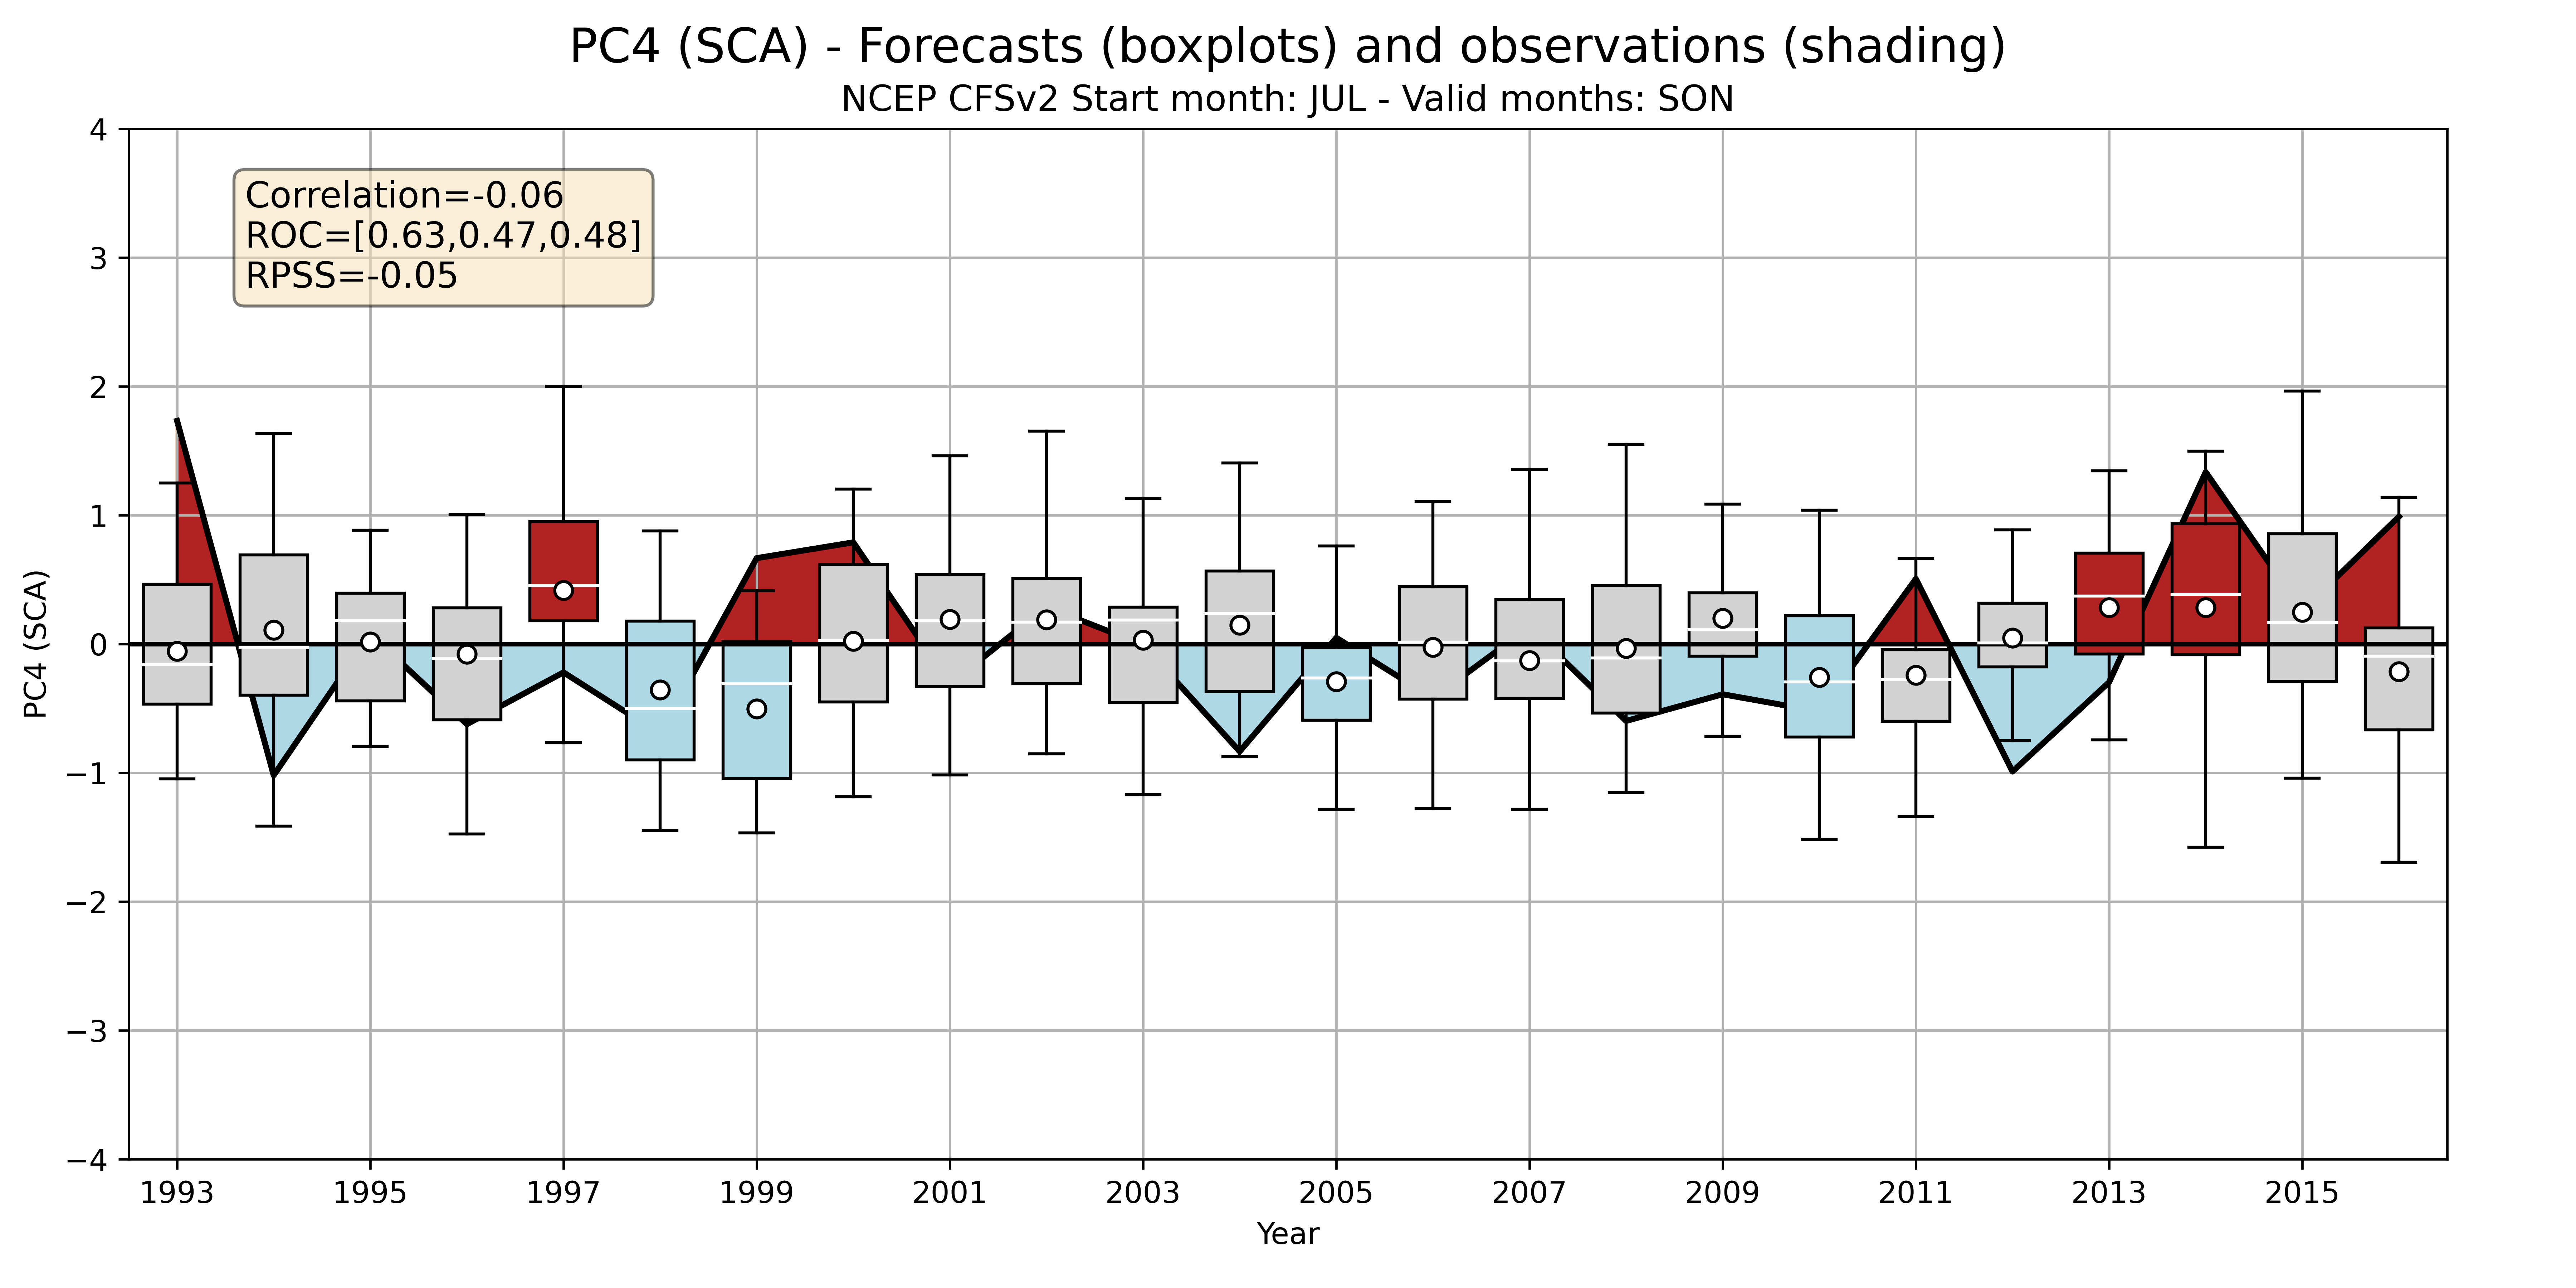 PC4 (SCA) - Forecasts (boxplots) and observations (shading)
NCEP CFSv2 Start month: JUL - Valid months: SON
Correlation=-0.06
ROC=[0.63,0.47,0.48]
RPSS=-0.05
PC4 (SCA)
4
3
2
1
0
−1
−2
−3
−4
1993 1995 1997 1999 2001 2003 2005 2007 2009 2011 2013 2015
Year